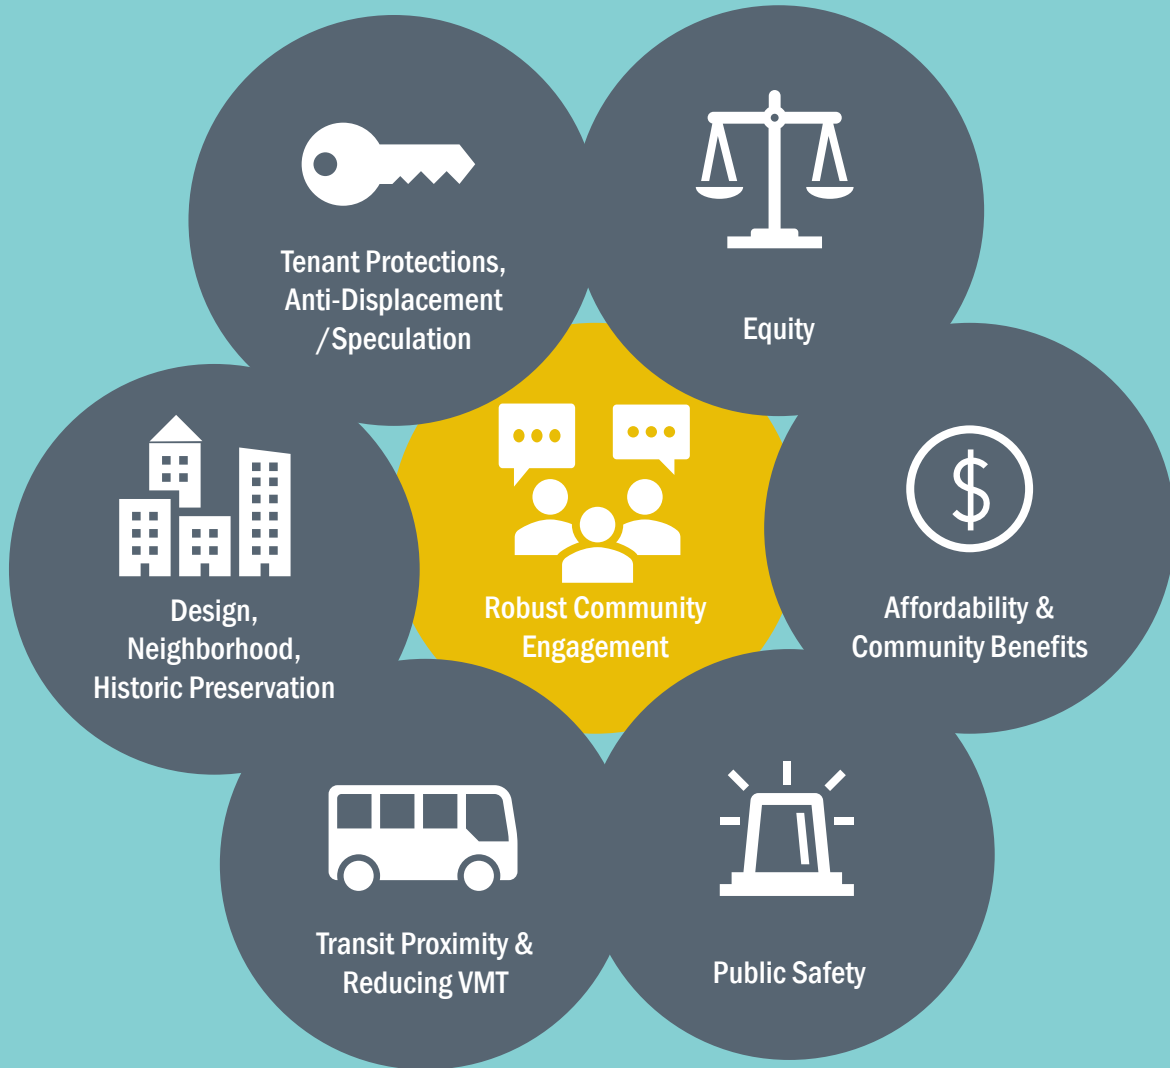 Tenant Protections,
Anti-Displacement
/Speculation
Equity
Design,
Neighborhood,
Historic Preservation
Robust Community
Engagement
$
Affordability &
Community Benefits
Transit Proximity &
Reducing VMT
Public Safety